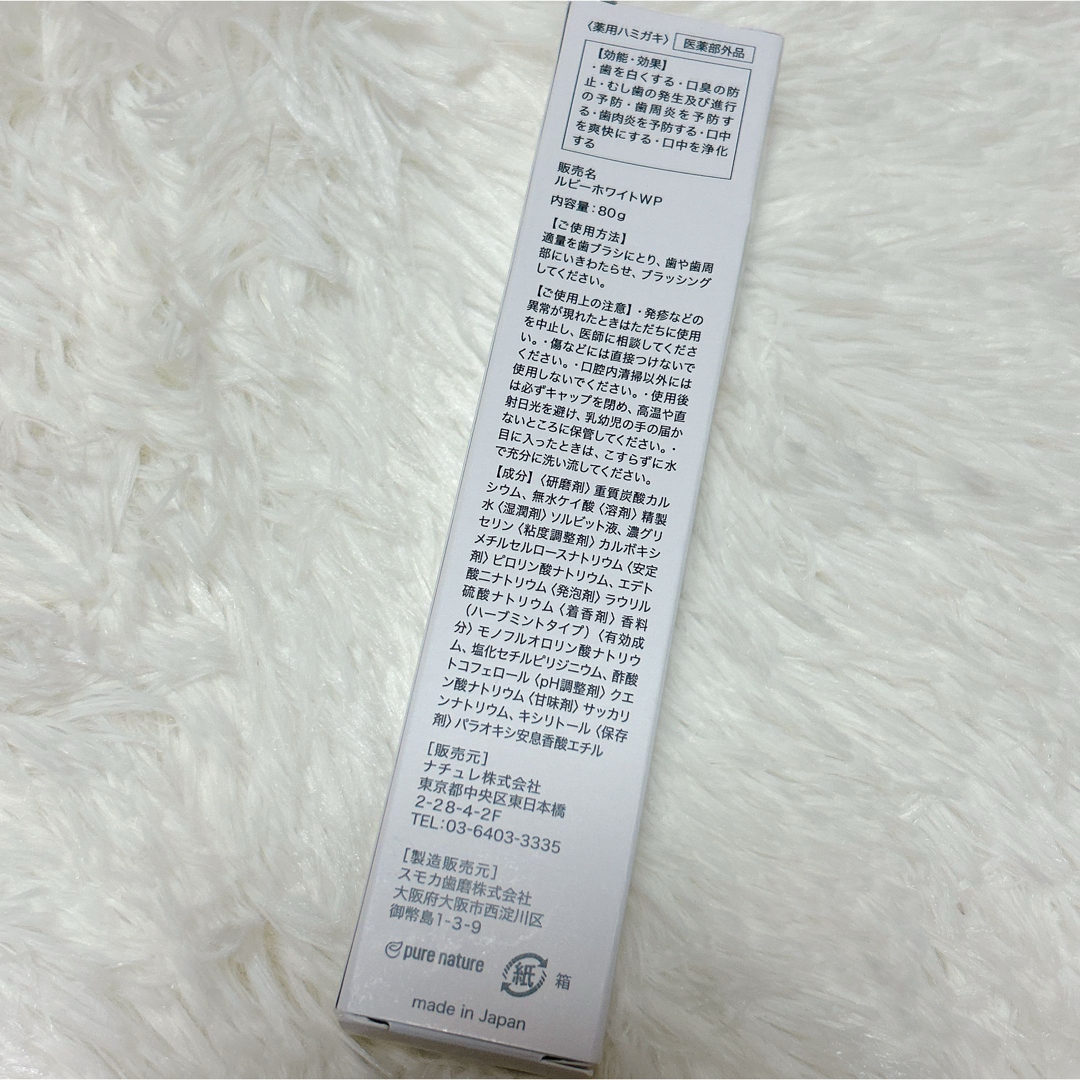 〈薬用ハミガキ〉 医薬部外品
【効能・効果】
・歯を白くする・口臭の防
止・むし歯の発生及び進行
の予防・歯周炎を予防す
る・歯肉炎を予防する・口中
を爽快にする・口中を浄化
する
販売名
ルビーホワイトWP
内容量:80g
【ご使用方法】
適量を歯ブラシにとり、歯や歯周
部にいきわたらせ、ブラッシング
してください。
【ご使用上の注意】・発疹などの
異常が現れたときはただちに使用
を中止し、医師に相談してくださ
い。・傷などには直接つけないで
ください。・口腔内清掃以外には
使用しないでください。・使用後
は必ずキャップを閉め、高温や直
射日光を避け、乳幼児の手の届か
ないところに保管してください。・
目に入ったときは、こすらずに水
で充分に洗い流してください。
【成分】〈研磨剤〉重質炭酸カル
シウム、無水ケイ酸〈溶剤〉精製
水〈湿潤剤〉ソルビット液、濃グリ
セリン〈粘度調整剤〉カルボキシ
メチルセルロースナトリウム〈安定
剤〉ピロリン酸ナトリウム、エデト
酸二ナトリウム〈発泡剤〉ラウリル
硫酸ナトリウム〈着香剤〉香料
(ハーブミントタイプ)〈有効成
分〉モノフルオロリン酸ナトリウ
ム、塩化セチルピリジニウム、酢酸
トコフェロール〈pH調整剤〉クエ
ン酸ナトリウム〈甘味剤〉サッカリ
ンナトリウム、キシリトール〈保存
剤〉パラオキシ安息香酸エチル
[販売元]
ナチュレ株式会社
東京都中央区東日本橋
2-28-4-2F
TEL:03-6403-3335
[製造販売元]
スモカ歯磨株式会社
大阪府大阪市西淀川区
御幣島1-3-9
pure nature 紙 箱
made in Japan